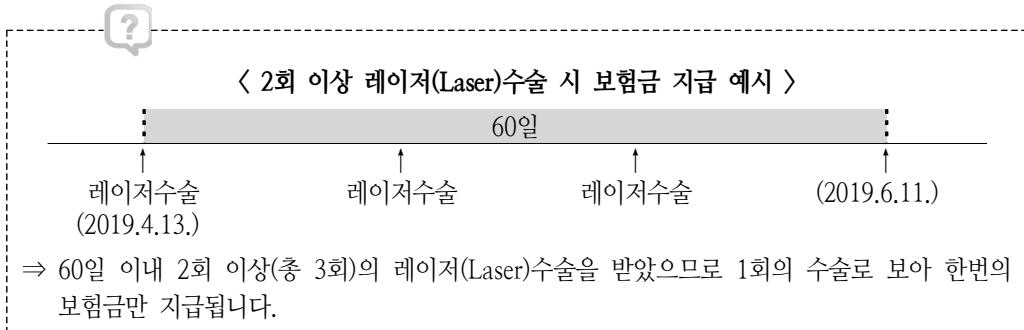 ?
〈 2회 이상 레이저(Laser)수술 시 보험금 지급 예시 〉
60일
레이저수술 레이저수술 레이저수술 (2019.6.11.)
(2019.4.13.)
⇒ 60일 이내 2회 이상(총 3회)의 레이저(Laser)수술을 받았으므로 1회의 수술로 보아 한번의
보험금만 지급됩니다.